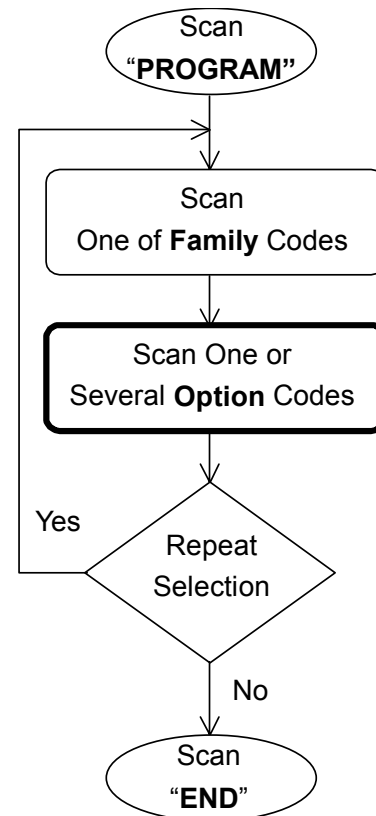 Scan
“PROGRAM”
Scan
One of Family Codes
Scan One or
Several Option Codes
Yes
Repeat
Selection
No
Scan
“END”